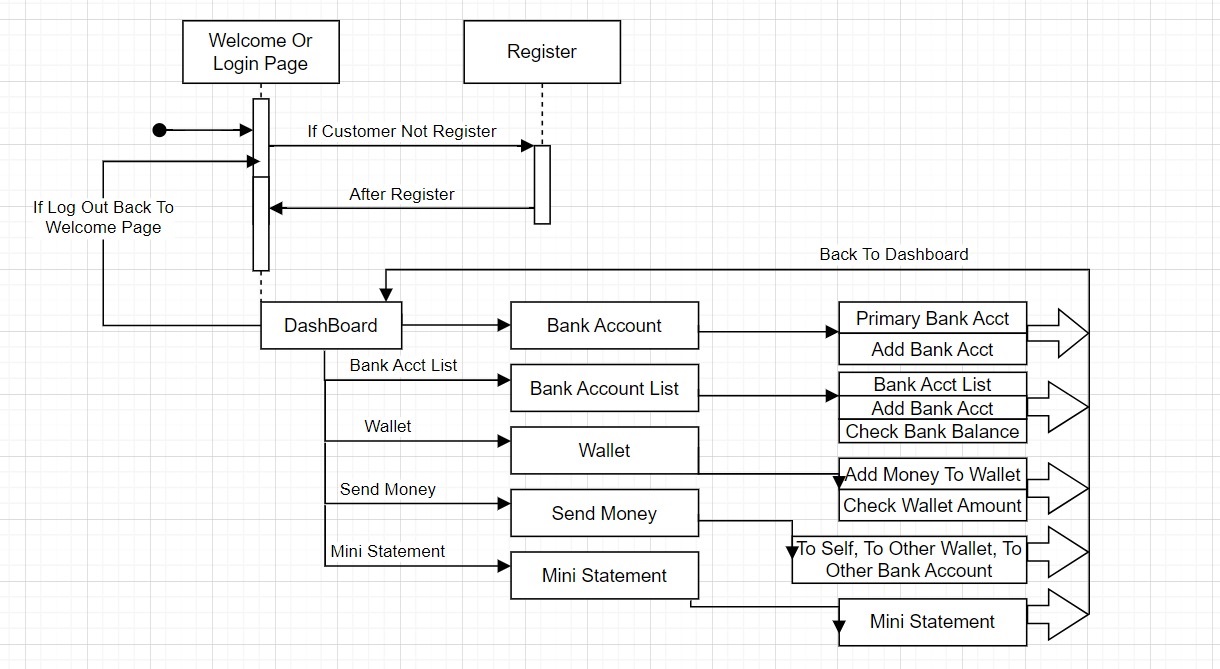 Welcome Or
Login Page
Register
If Customer Not Register
After Register
If Log Out Back To
Welcome Page
Back To Dashboard
DashBoard
Bank Account
Primary Bank Acct
Add Bank Acct
Bank Acct List
Bank Account List
Bank Acct List
Add Bank Acct
Check Bank Balance
Wallet
Wallet
Add Money To Wallet
Check Wallet Amount
Send Money
Send Money
To Self, To Other Wallet, To
Other Bank Account
Mini Statement
Mini Statement
Mini Statement